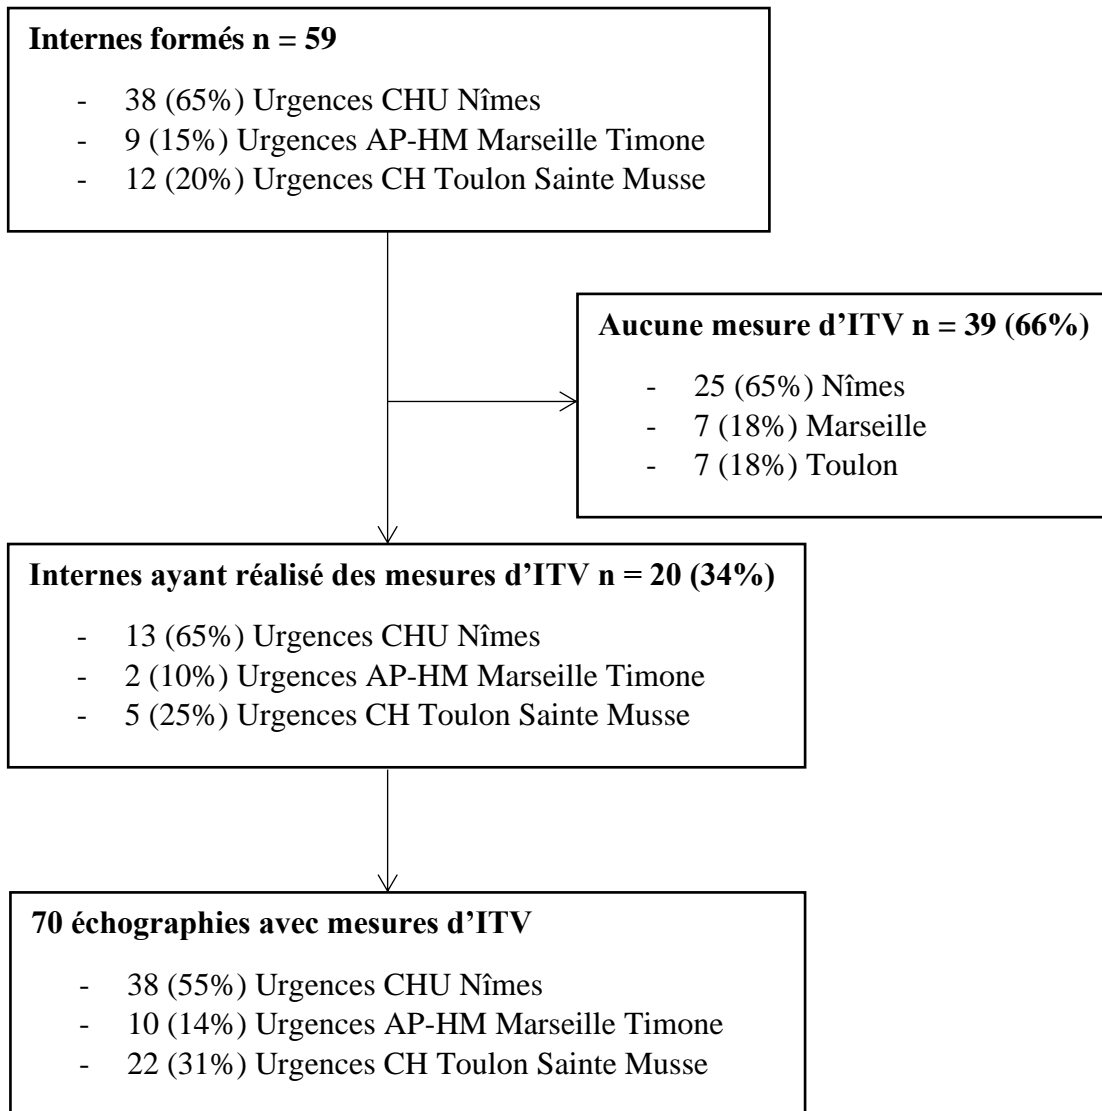 Internes formés n = 59
- 38 (65%) Urgences CHU Nîmes
- 9 (15%) Urgences AP-HM Marseille Timone
- 12 (20%) Urgences CH Toulon Sainte Musse
Aucune mesure d’ITV n = 39 (66%)
- 25 (65%) Nîmes
- 7 (18%) Marseille
- 7 (18%) Toulon
Internes ayant réalisé des mesures d’ITV n = 20 (34%)
- 13 (65%) Urgences CHU Nîmes
- 2 (10%) Urgences AP-HM Marseille Timone
- 5 (25%) Urgences CH Toulon Sainte Musse
70 échographies avec mesures d’ITV
- 38 (55%) Urgences CHU Nîmes
- 10 (14%) Urgences AP-HM Marseille Timone
- 22 (31%) Urgences CH Toulon Sainte Musse